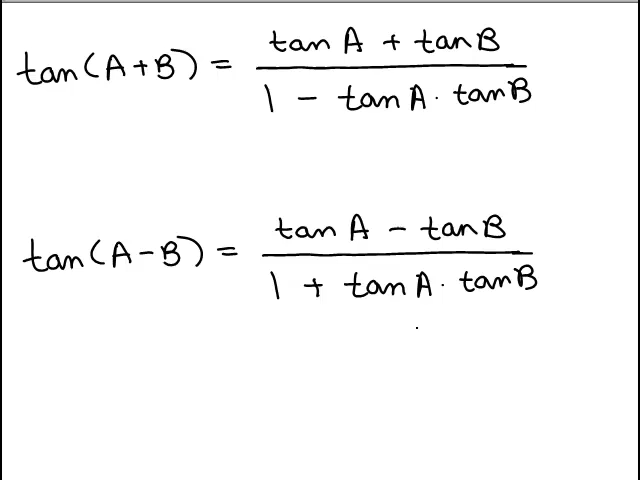 tan(A+B) = (tan A + tan B) / (1 - tan A · tan B)
tan(A-B) = (tan A - tan B) / (1 + tan A · tan B)